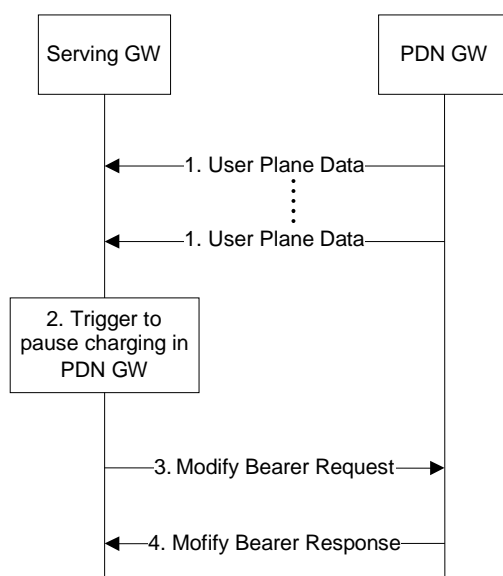 Serving GW
PDN GW
1. User Plane Data
1. User Plane Data
2. Trigger to
pause charging in
PDN GW
3. Modify Bearer Request
4. Mofify Bearer Response